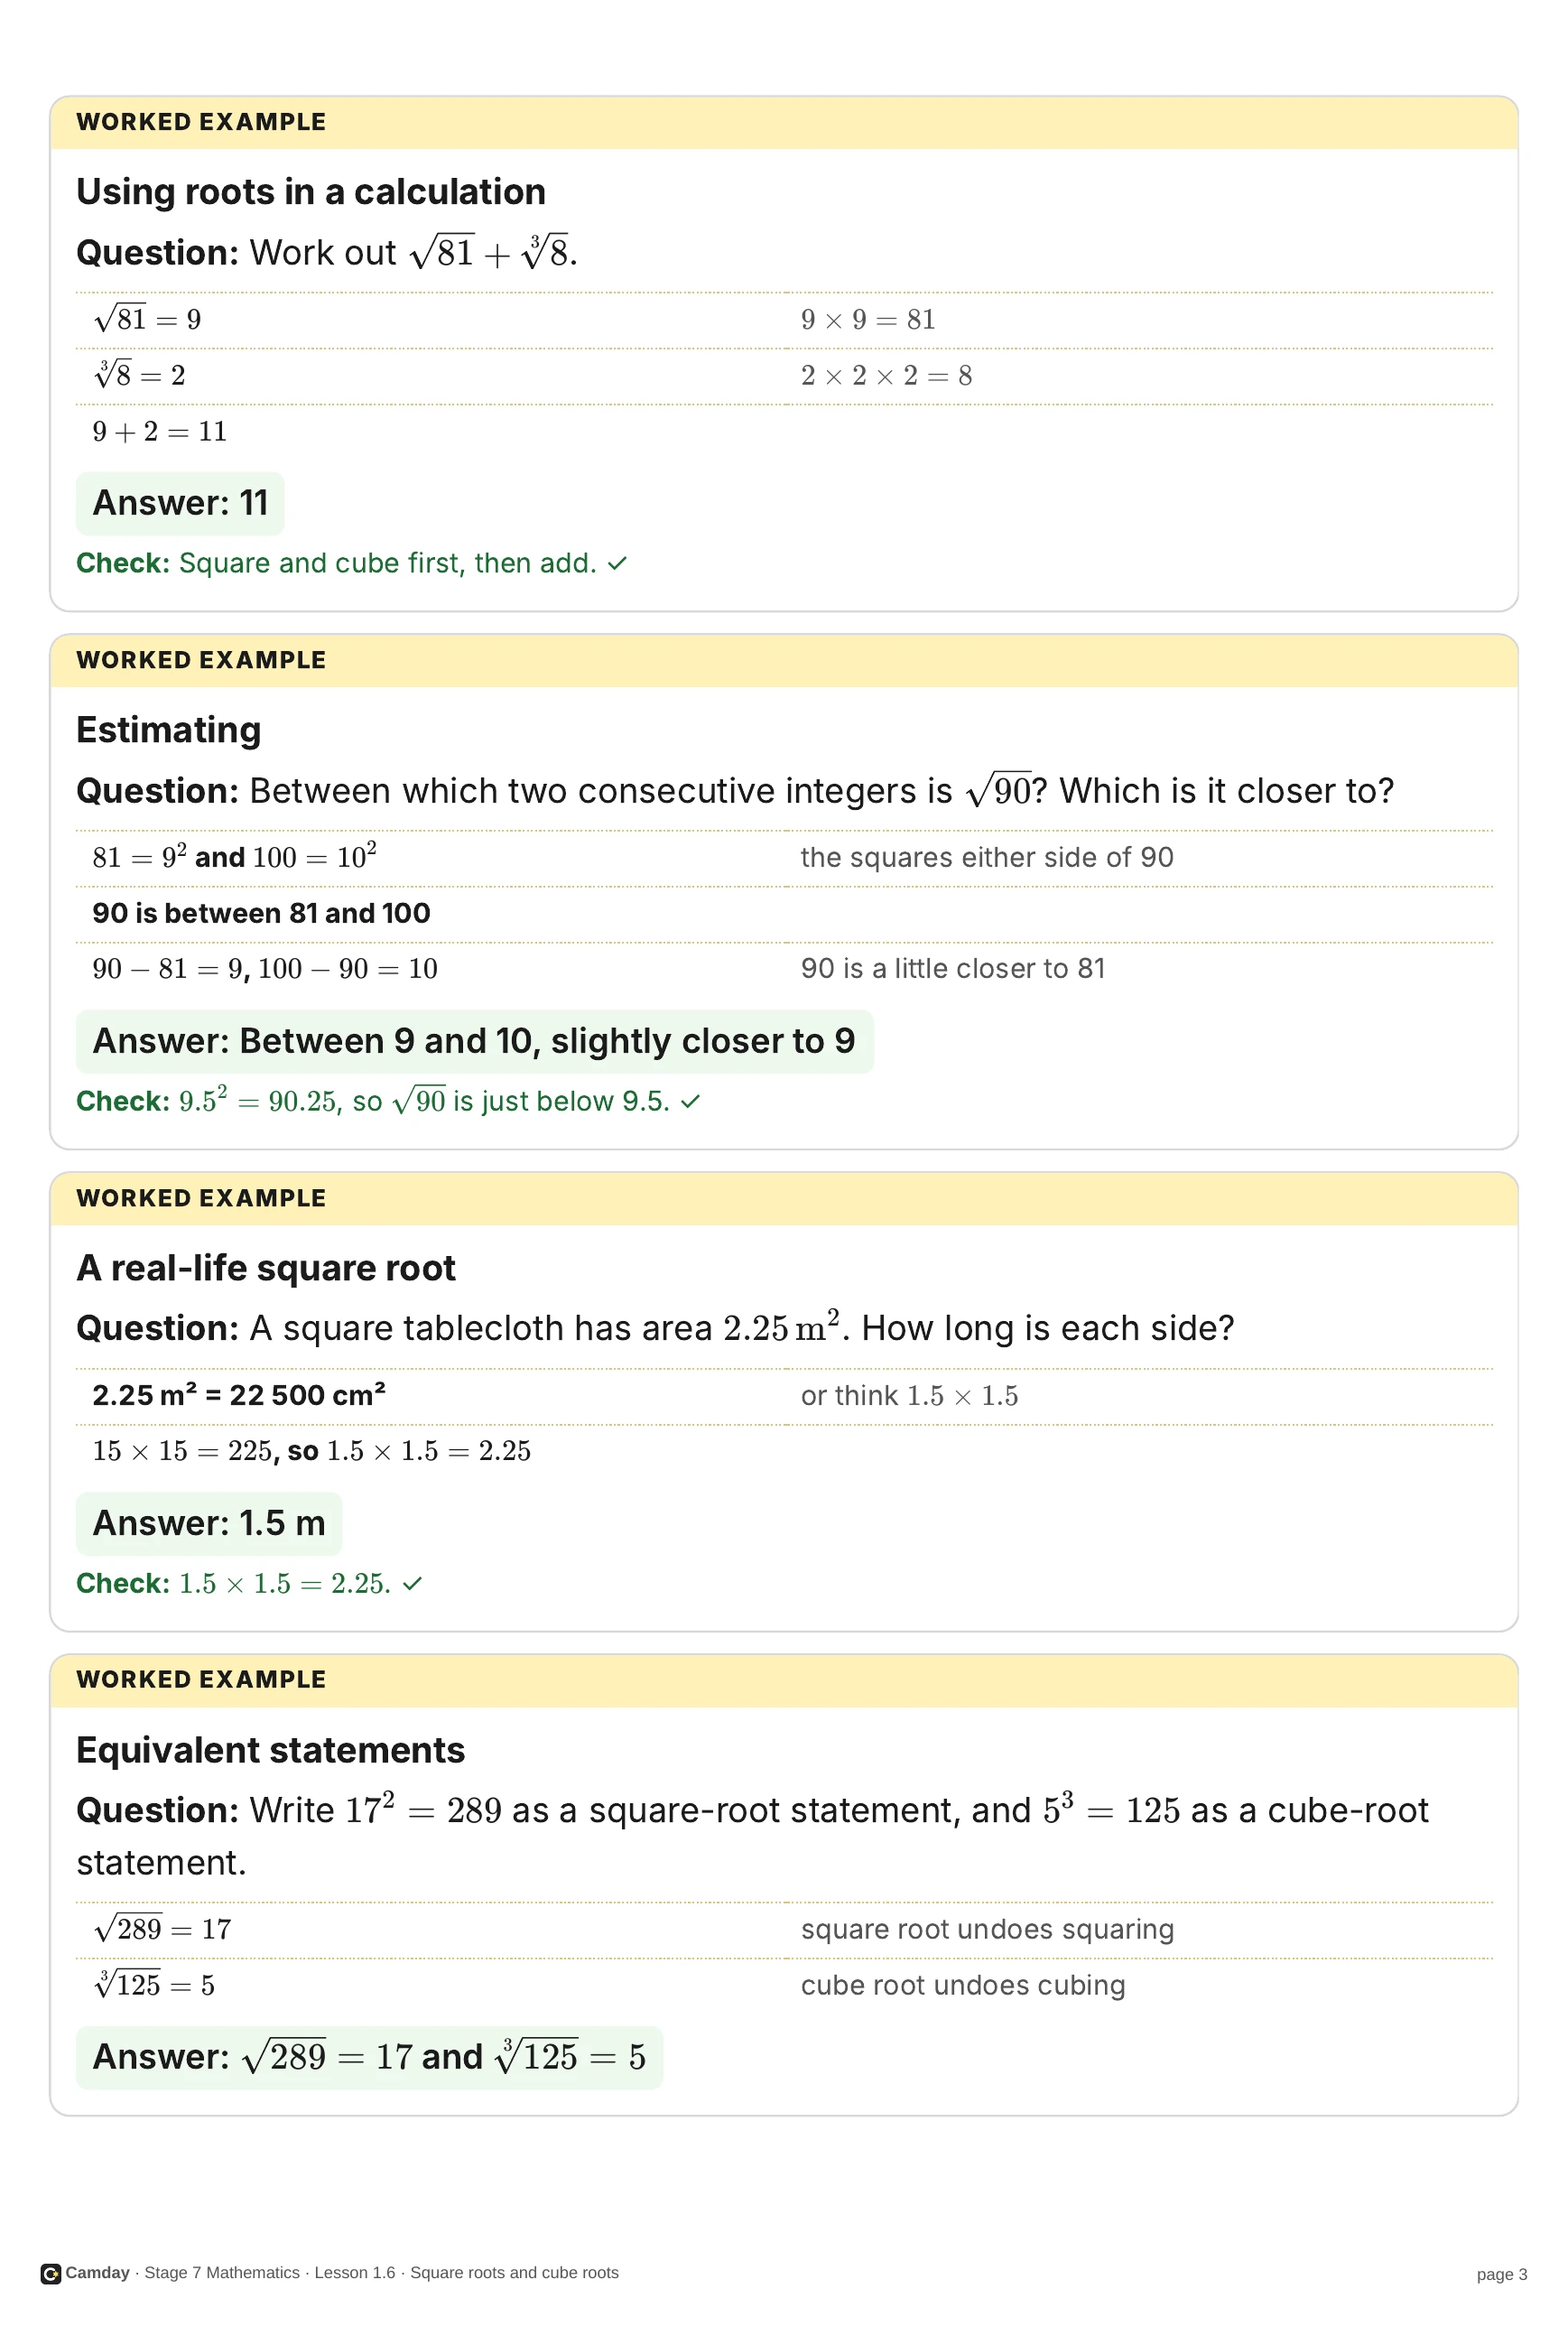 WORKED EXAMPLE
Using roots in a calculation
Question: Work out √81 + ∛8.
√81 = 9 9 × 9 = 81
∛8 = 2 2 × 2 × 2 = 8
9 + 2 = 11
Answer: 11
Check: Square and cube first, then add. ✓
WORKED EXAMPLE
Estimating
Question: Between which two consecutive integers is √90? Which is it closer to?
81 = 9² and 100 = 10² the squares either side of 90
90 is between 81 and 100
90 − 81 = 9, 100 − 90 = 10 90 is a little closer to 81
Answer: Between 9 and 10, slightly closer to 9
Check: 9.5² = 90.25, so √90 is just below 9.5. ✓
WORKED EXAMPLE
A real-life square root
Question: A square tablecloth has area 2.25 m². How long is each side?
2.25 m² = 22 500 cm² or think 1.5 × 1.5
15 × 15 = 225, so 1.5 × 1.5 = 2.25
Answer: 1.5 m
Check: 1.5 × 1.5 = 2.25. ✓
WORKED EXAMPLE
Equivalent statements
Question: Write 17² = 289 as a square-root statement, and 5³ = 125 as a cube-root
statement.
√289 = 17 square root undoes squaring
∛125 = 5 cube root undoes cubing
Answer: √289 = 17 and ∛125 = 5
Camday · Stage 7 Mathematics · Lesson 1.6 · Square roots and cube roots page 3